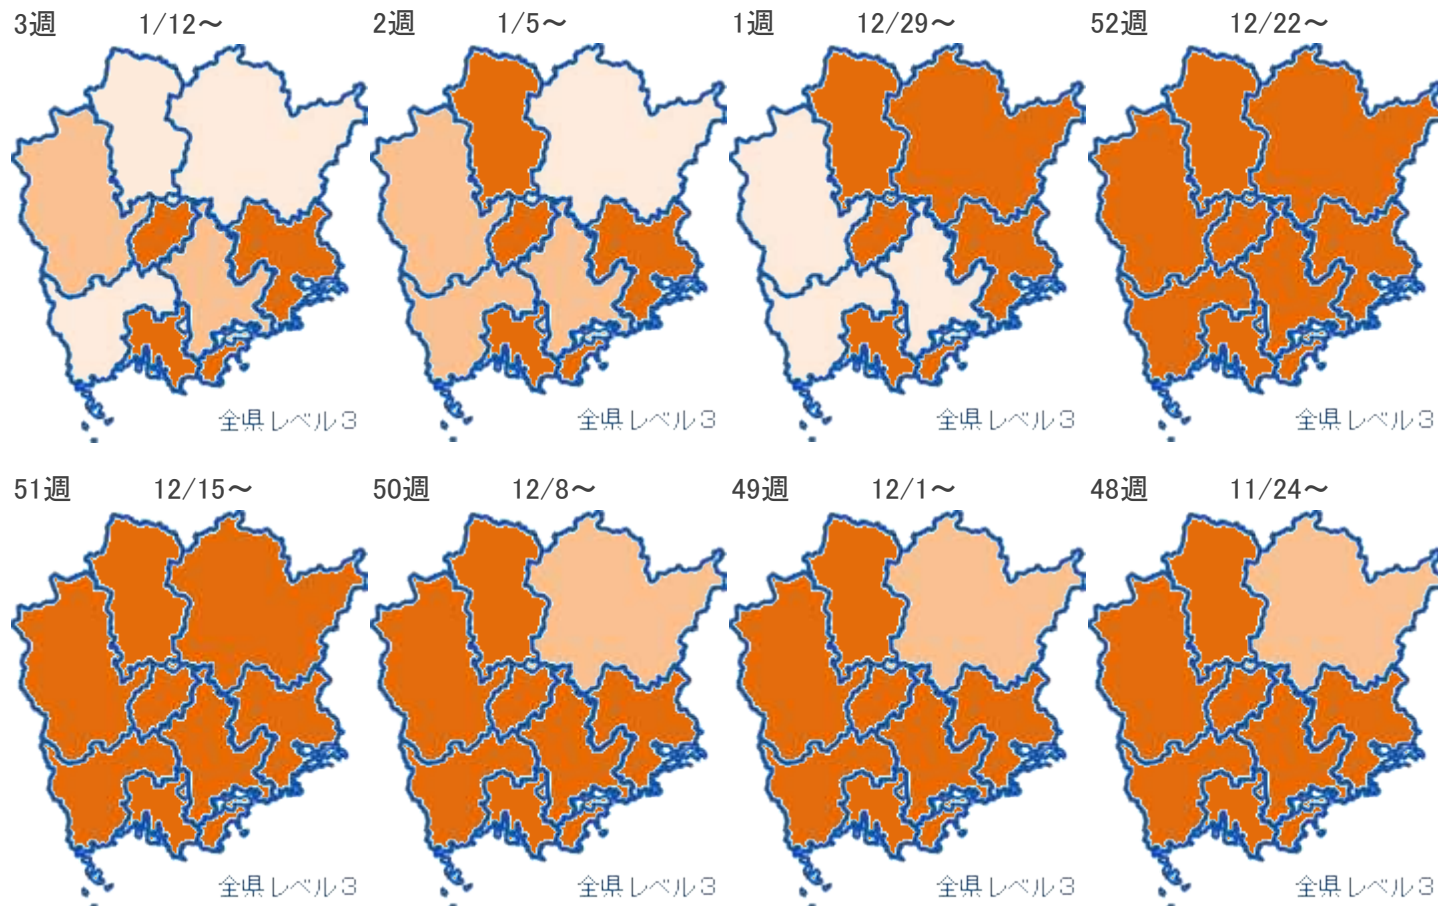 3週 1/12～
2週 1/5～
1週 12/29～
52週 12/22～
全県レベル3
全県レベル3
全県レベル3
全県レベル3
51週 12/15～
50週 12/8～
49週 12/1～
48週 11/24～
全県レベル3
全県レベル3
全県レベル3
全県レベル3